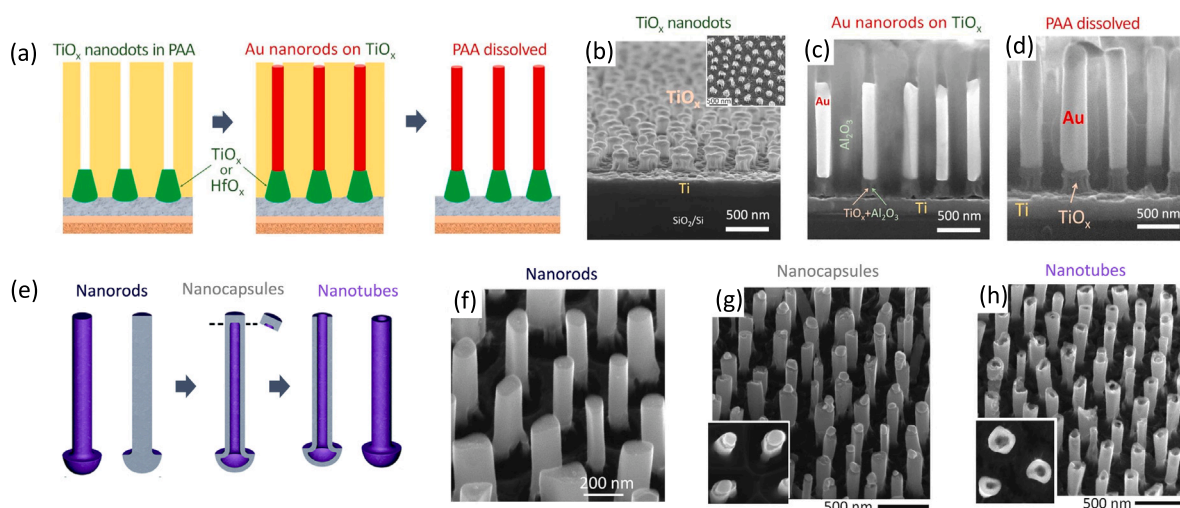 (a)
TiOx nanodots in PAA
Au nanorods on TiOx
PAA dissolved
TiOx
or
HfOx
TiOx nanodots
(b)
500 nm
TiOx
Ti
SiO2/Si
500 nm
Au nanorods on TiOx
(c)
Au
Al2O3
TiOx+Al2O3
Ti
500 nm
PAA dissolved
(d)
Au
Ti
TiOx
500 nm
(e)
Nanorods
Nanocapsules
Nanotubes
Nanorods
(f)
200 nm
Nanocapsules
(g)
500 nm
Nanotubes
(h)
500 nm